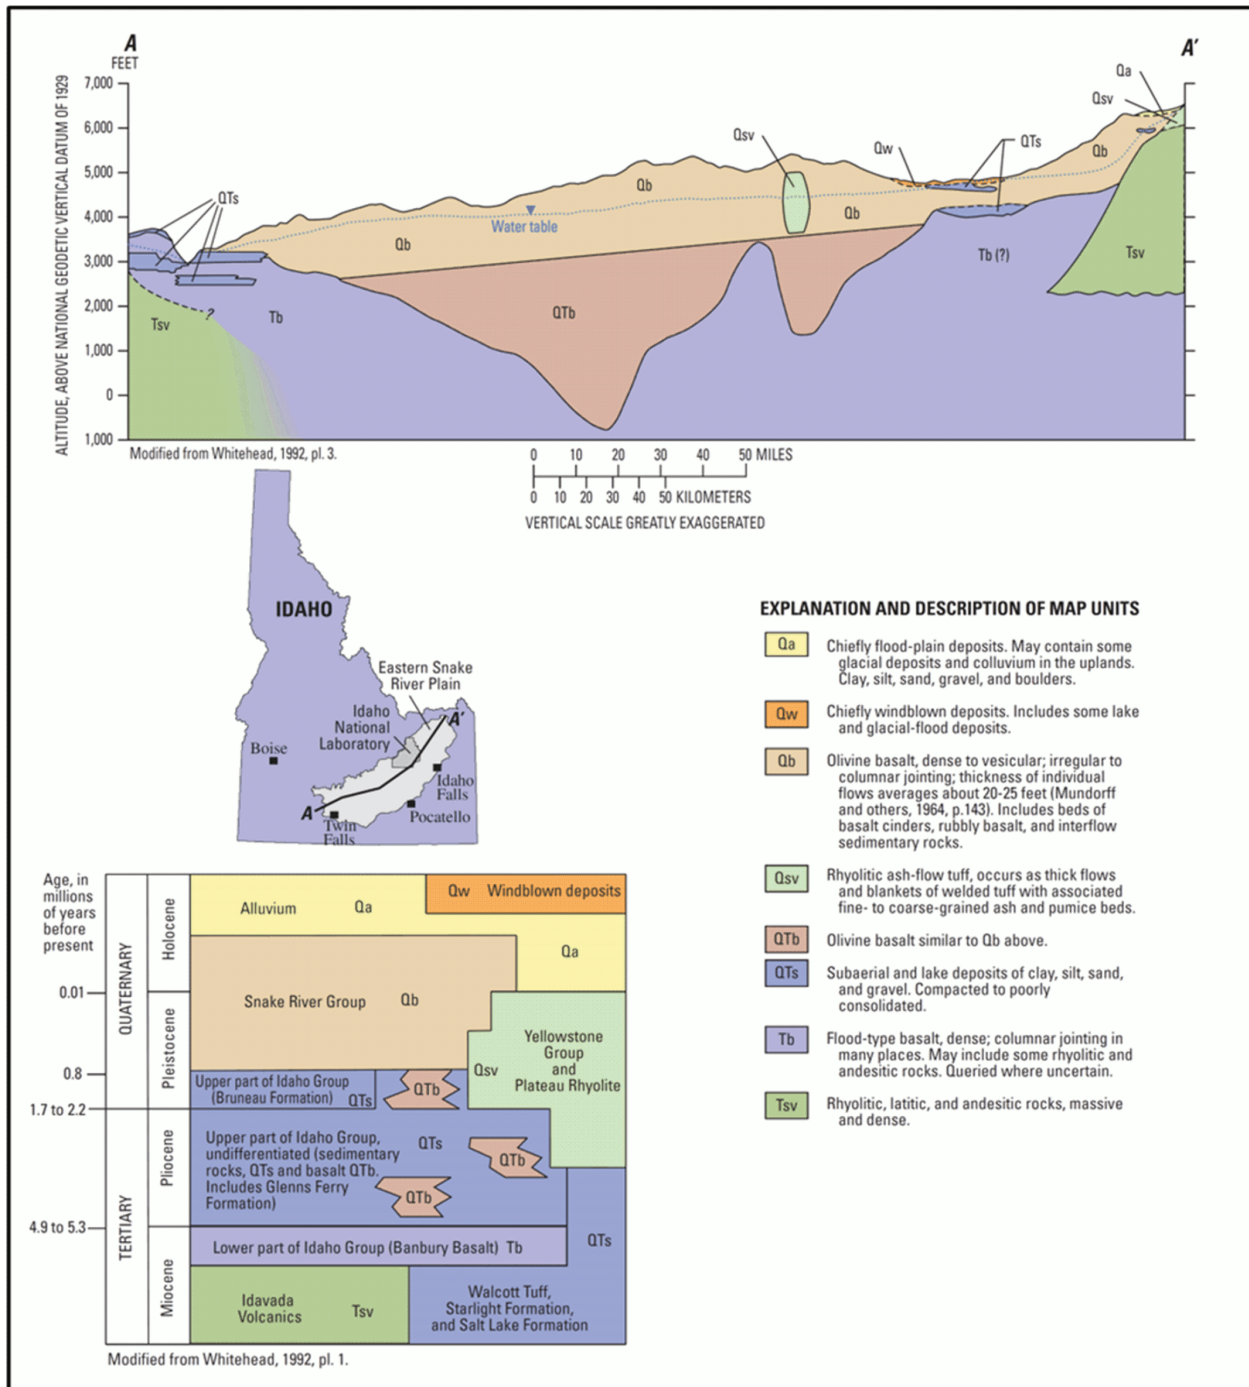 A
FEET
A′
ALTITUDE, ABOVE NATIONAL GEODETIC VERTICAL DATUM OF 1929
7,000
6,000
5,000
4,000
3,000
2,000
1,000
0
1,000
Qa
Qsv
Qsv
Qw
QTs
Qb
Qb
QTs
Qb
Qb
Water table
Tb (?)
Tsv
QTb
Tsv
?
Tb
Modified from Whitehead, 1992, pl. 3.
0 10 20 30 40 50 MILES
0 10 20 30 40 50 KILOMETERS
VERTICAL SCALE GREATLY EXAGGERATED
IDAHO
Eastern Snake
River Plain
Idaho
National
Laboratory
A′
Boise
Idaho
Falls
A
Pocatello
Twin
Falls
EXPLANATION AND DESCRIPTION OF MAP UNITS
Qa Chiefly flood-plain deposits. May contain some
glacial deposits and colluvium in the uplands.
Clay, silt, sand, gravel, and boulders.
Qw Chiefly windblown deposits. Includes some lake
and glacial-flood deposits.
Qb Olivine basalt, dense to vesicular; irregular to
columnar jointing; thickness of individual
flows averages about 20-25 feet (Mundorff
and others, 1964, p.143). Includes beds of
basalt cinders, rubbly basalt, and interflow
sedimentary rocks.
Qsv Rhyolitic ash-flow tuff, occurs as thick flows
and blankets of welded tuff with associated
fine- to coarse-grained ash and pumice beds.
QTb Olivine basalt similar to Qb above.
QTs Subaerial and lake deposits of clay, silt, sand,
and gravel. Compacted to poorly
consolidated.
Tb Flood-type basalt, dense; columnar jointing in
many places. May include some rhyolitic and
andesitic rocks. Queried where uncertain.
Tsv Rhyolitic, latitic, and andesitic rocks, massive
and dense.
Age, in
millions
of years
before
present
0.01
0.8
1.7 to 2.2
4.9 to 5.3
QUATERNARY
TERTIARY
Holocene
Pleistocene
Pliocene
Miocene
Alluvium Qa
Qw Windblown deposits
Qa
Snake River Group Qb
Yellowstone
Group
and
Plateau Rhyolite
Qsv
Upper part of Idaho Group
(Bruneau Formation) QTs
QTb
Upper part of Idaho Group,
undifferentiated (sedimentary
rocks, QTs and basalt QTb.
Includes Glenns Ferry
Formation)
QTs
QTb
QTb
QTs
Lower part of Idaho Group (Banbury Basalt) Tb
Idavada
Volcanics Tsv
Walcott Tuff,
Starlight Formation,
and Salt Lake Formation
Modified from Whitehead, 1992, pl. 1.